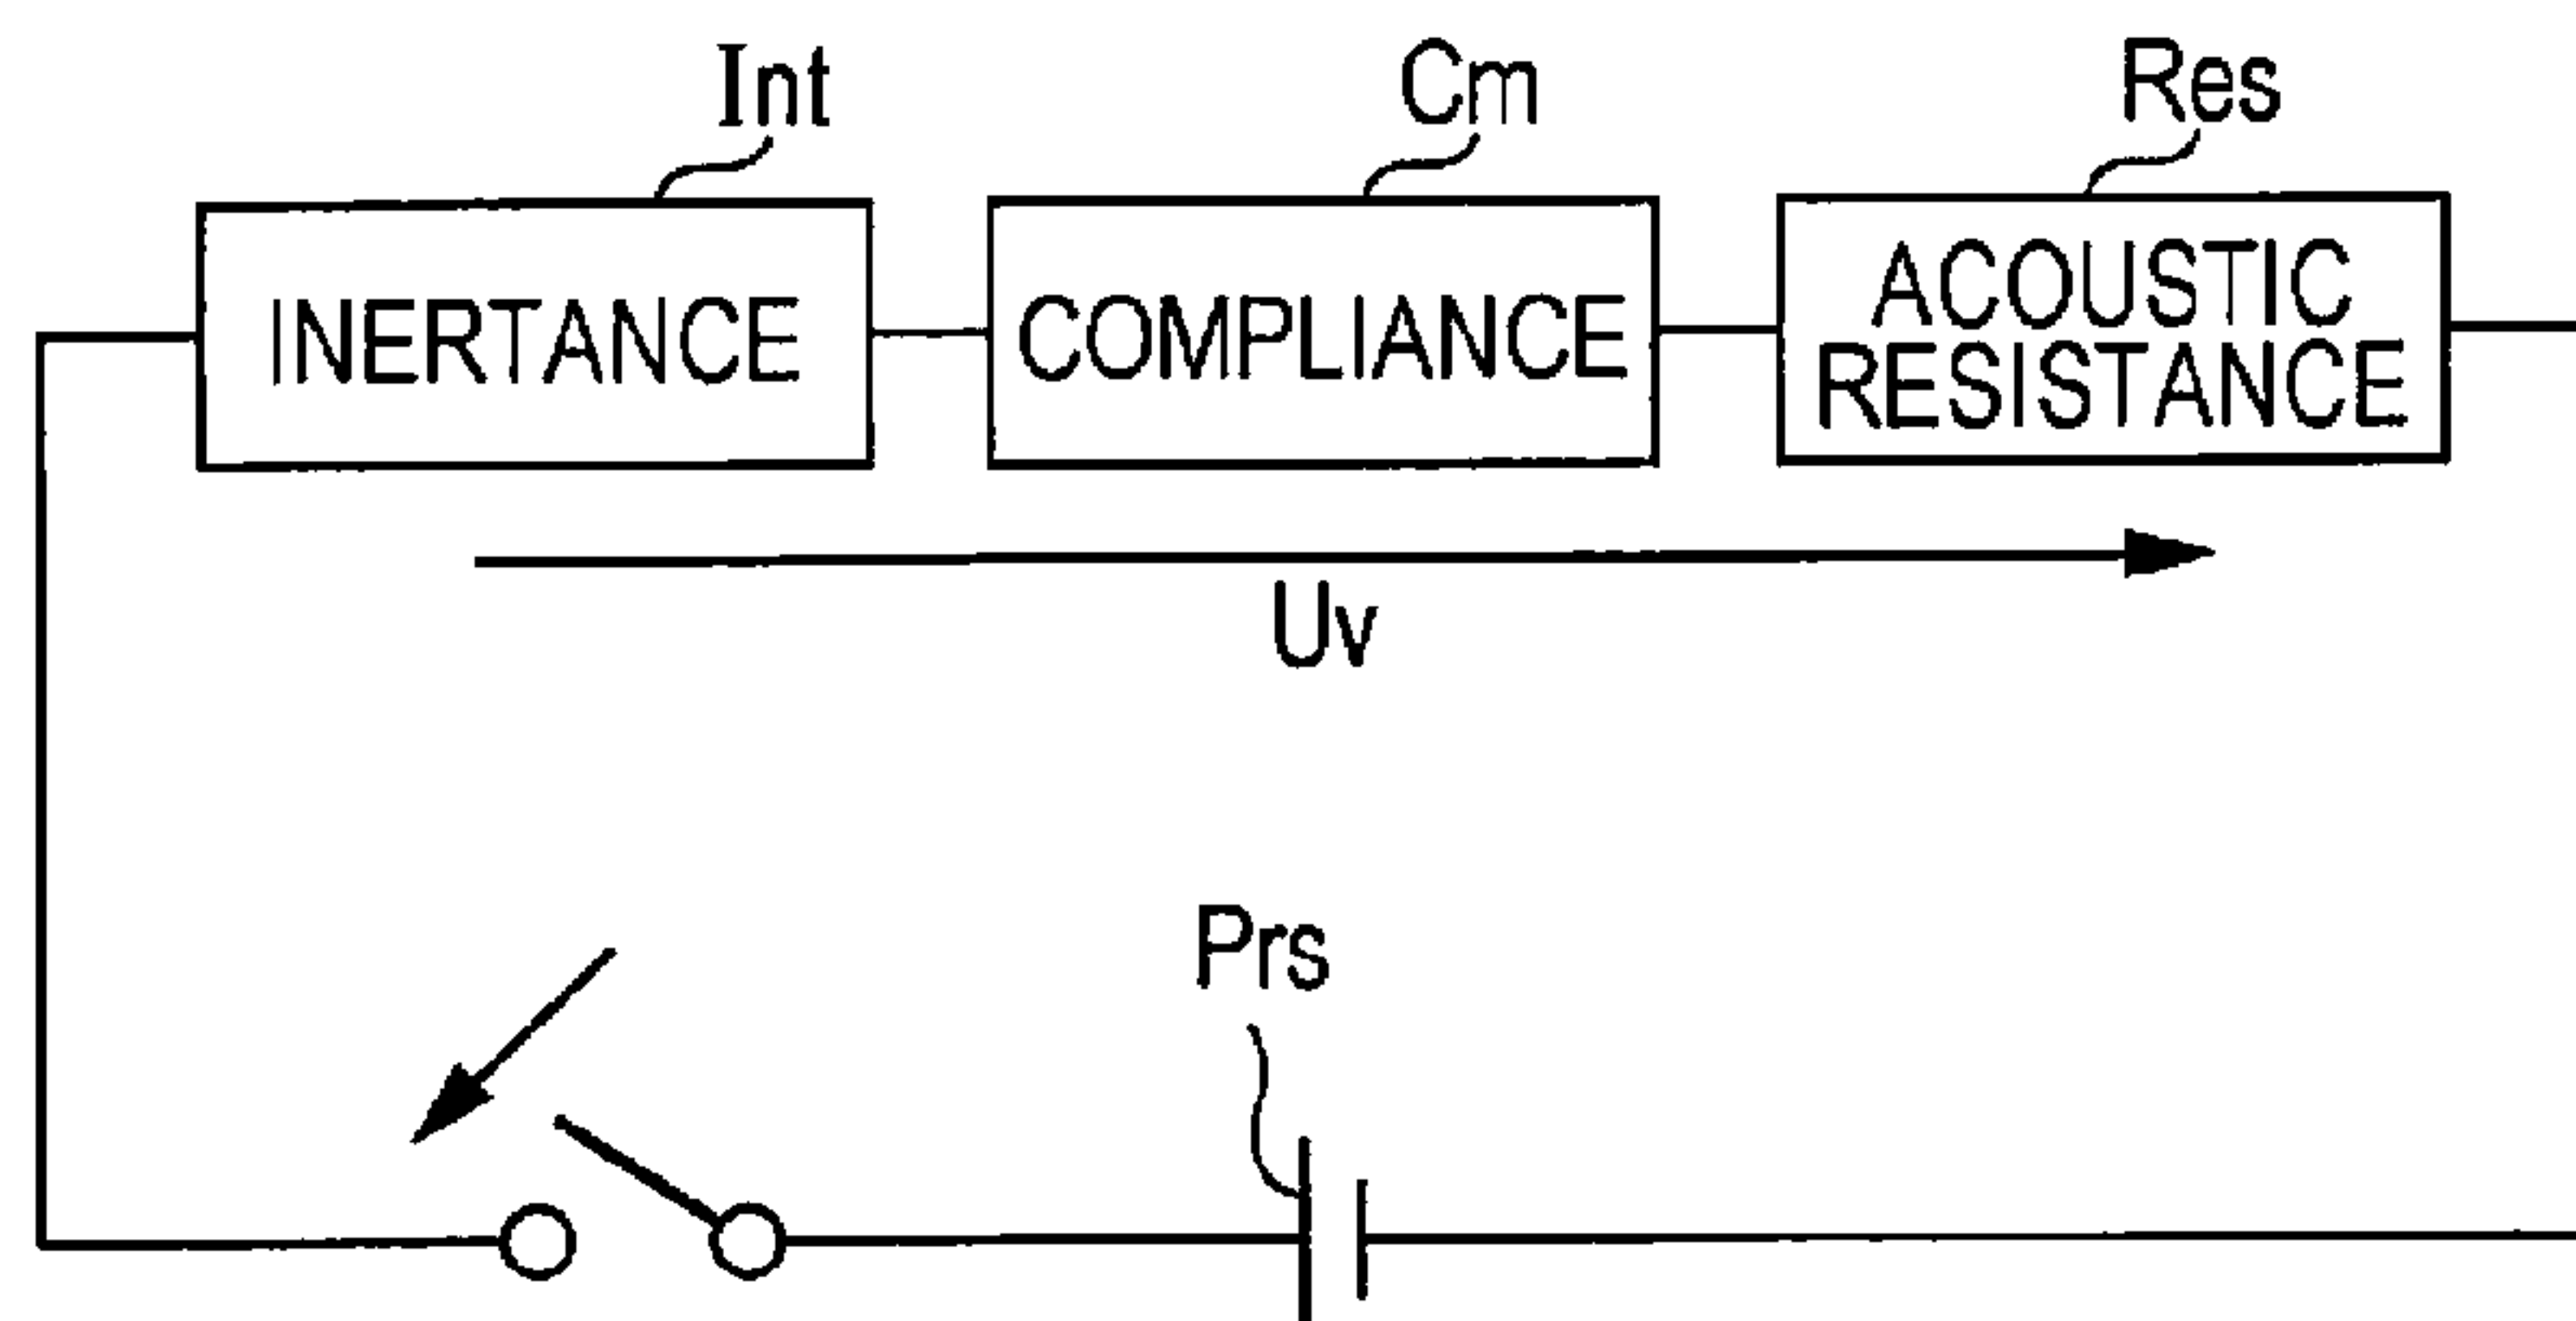 Int
Cm
Res
INERTANCE
COMPLIANCE
ACOUSTIC
RESISTANCE
Uv
Prs